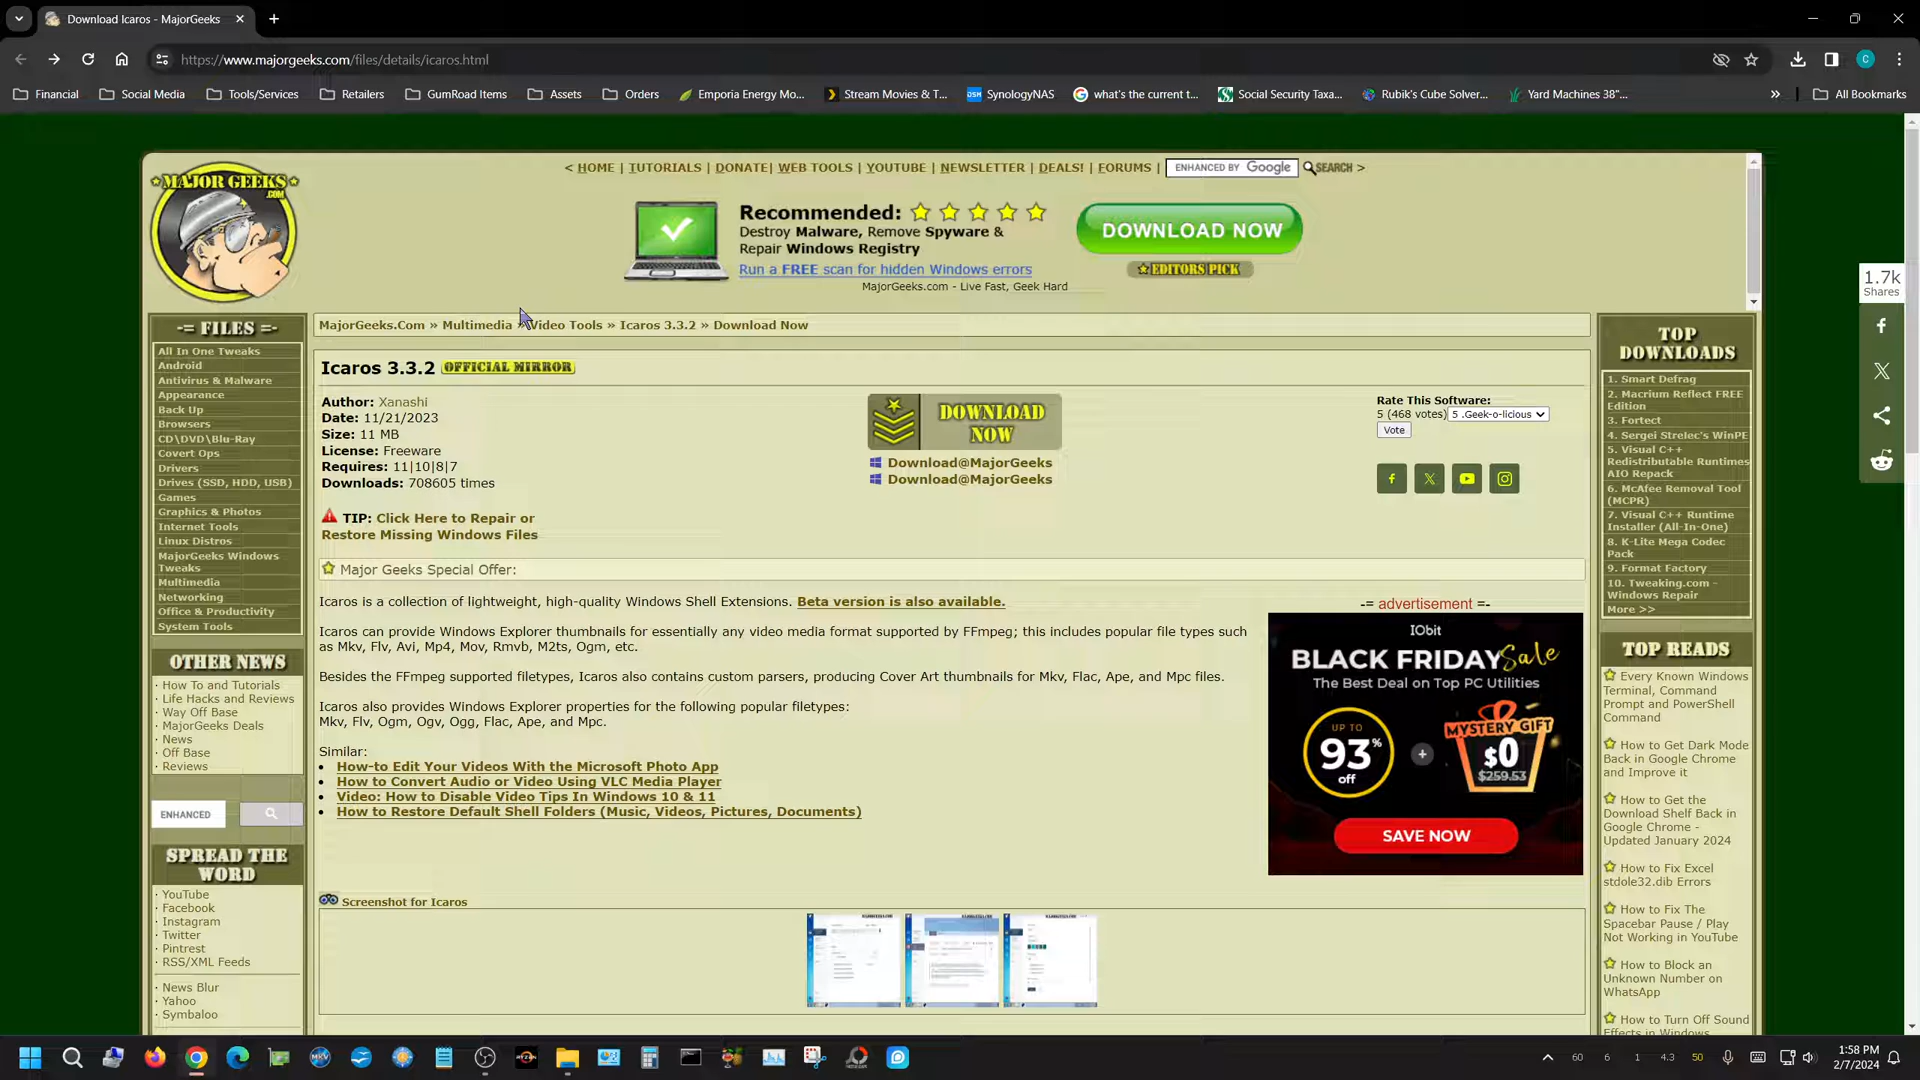 Download Icaros - MajorGeeks
https://www.majorgeeks.com/files/details/icaros.html
C
Financial
Social Media
Tools/Services
Retailers
GumRoad Items
Assets
Orders
Emporia Energy Mo...
Stream Movies & T...
DSM
SynologyNAS
what's the current t...
Social Security Taxa...
Rubik's Cube Solver...
Yard Machines 38"...
All Bookmarks
MAJOR GEEKS
.COM
< HOME | TUTORIALS | DONATE| WEB TOOLS | YOUTUBE | NEWSLETTER | DEALS! | FORUMS | ENHANCED BY Google SEARCH >
Recommended:
Destroy Malware, Remove Spyware &
Repair Windows Registry
Run a FREE scan for hidden Windows errors
DOWNLOAD NOW
EDITORS PICK
MajorGeeks.com - Live Fast, Geek Hard
1.7k
Shares
MajorGeeks.Com » Multimedia » Video Tools » Icaros 3.3.2 » Download Now
-= FILES =-
All In One Tweaks
Android
Antivirus & Malware
Appearance
Back Up
Browsers
CD\DVD\Blu-Ray
Covert Ops
Drivers
Drives (SSD, HDD, USB)
Games
Graphics & Photos
Internet Tools
Linux Distros
MajorGeeks Windows
Tweaks
Multimedia
Networking
Office & Productivity
System Tools
OTHER NEWS
· How To and Tutorials
· Life Hacks and Reviews
· Way Off Base
· MajorGeeks Deals
· News
· Off Base
· Reviews
ENHANCED
SPREAD THE
WORD
· YouTube
· Facebook
· Instagram
· Twitter
· Pintrest
· RSS/XML Feeds
· News Blur
· Yahoo
· Symbaloo
Icaros 3.3.2 OFFICIAL MIRROR
Author: Xanashi
Date: 11/21/2023
Size: 11 MB
License: Freeware
Requires: 11|10|8|7
Downloads: 708605 times
TIP: Click Here to Repair or
Restore Missing Windows Files
DOWNLOAD
NOW
Download@MajorGeeks
Download@MajorGeeks
Rate This Software:
5 (468 votes) 5 .Geek-o-licious
Vote
Major Geeks Special Offer:
Icaros is a collection of lightweight, high-quality Windows Shell Extensions. Beta version is also available.
Icaros can provide Windows Explorer thumbnails for essentially any video media format supported by FFmpeg; this includes popular file types such
as Mkv, Flv, Avi, Mp4, Mov, Rmvb, M2ts, Ogm, etc.
Besides the FFmpeg supported filetypes, Icaros also contains custom parsers, producing Cover Art thumbnails for Mkv, Flac, Ape, and Mpc files.
Icaros also provides Windows Explorer properties for the following popular filetypes:
Mkv, Flv, Ogm, Ogv, Ogg, Flac, Ape, and Mpc.
Similar:
• How-to Edit Your Videos With the Microsoft Photo App
• How to Convert Audio or Video Using VLC Media Player
• Video: How to Disable Video Tips In Windows 10 & 11
• How to Restore Default Shell Folders (Music, Videos, Pictures, Documents)
-= advertisement =-
IObit
BLACK FRIDAY Sale
The Best Deal on Top PC Utilities
UP TO
93%
off
+
MYSTERY GIFT
$0
$259.53
SAVE NOW
Screenshot for Icaros
TOP
DOWNLOADS
1. Smart Defrag
2. Macrium Reflect FREE
Edition
3. Fortect
4. Sergei Strelec's WinPE
5. Visual C++
Redistributable Runtimes
AIO Repack
6. McAfee Removal Tool
(MCPR)
7. Visual C++ Runtime
Installer (All-In-One)
8. K-Lite Mega Codec
Pack
9. Format Factory
10. Tweaking.com -
Windows Repair
More >>
TOP READS
Every Known Windows
Terminal, Command
Prompt and PowerShell
Command
How to Get Dark Mode
Back in Google Chrome
and Improve it
How to Get the
Download Shelf Back in
Google Chrome -
Updated January 2024
How to Fix Excel
stdole32.dib Errors
How to Fix The
Spacebar Pause / Play
Not Working in YouTube
How to Block an
Unknown Number on
WhatsApp
How to Turn Off Sound
Effects in Windows
MKV
RYZEN
60 6 1 4.3 50
1:58 PM
2/7/2024